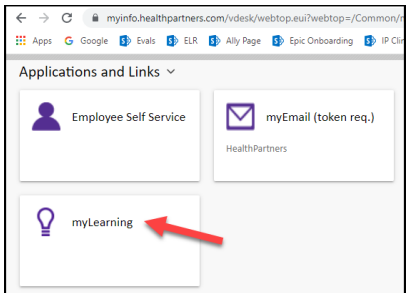 myinfo.healthpartners.com/vdesk/webtop.eui?webtop=/Common/
Apps Google Evals ELR Ally Page Epic Onboarding IP Clin
Applications and Links
Employee Self Service
myEmail (token req.)
HealthPartners
myLearning